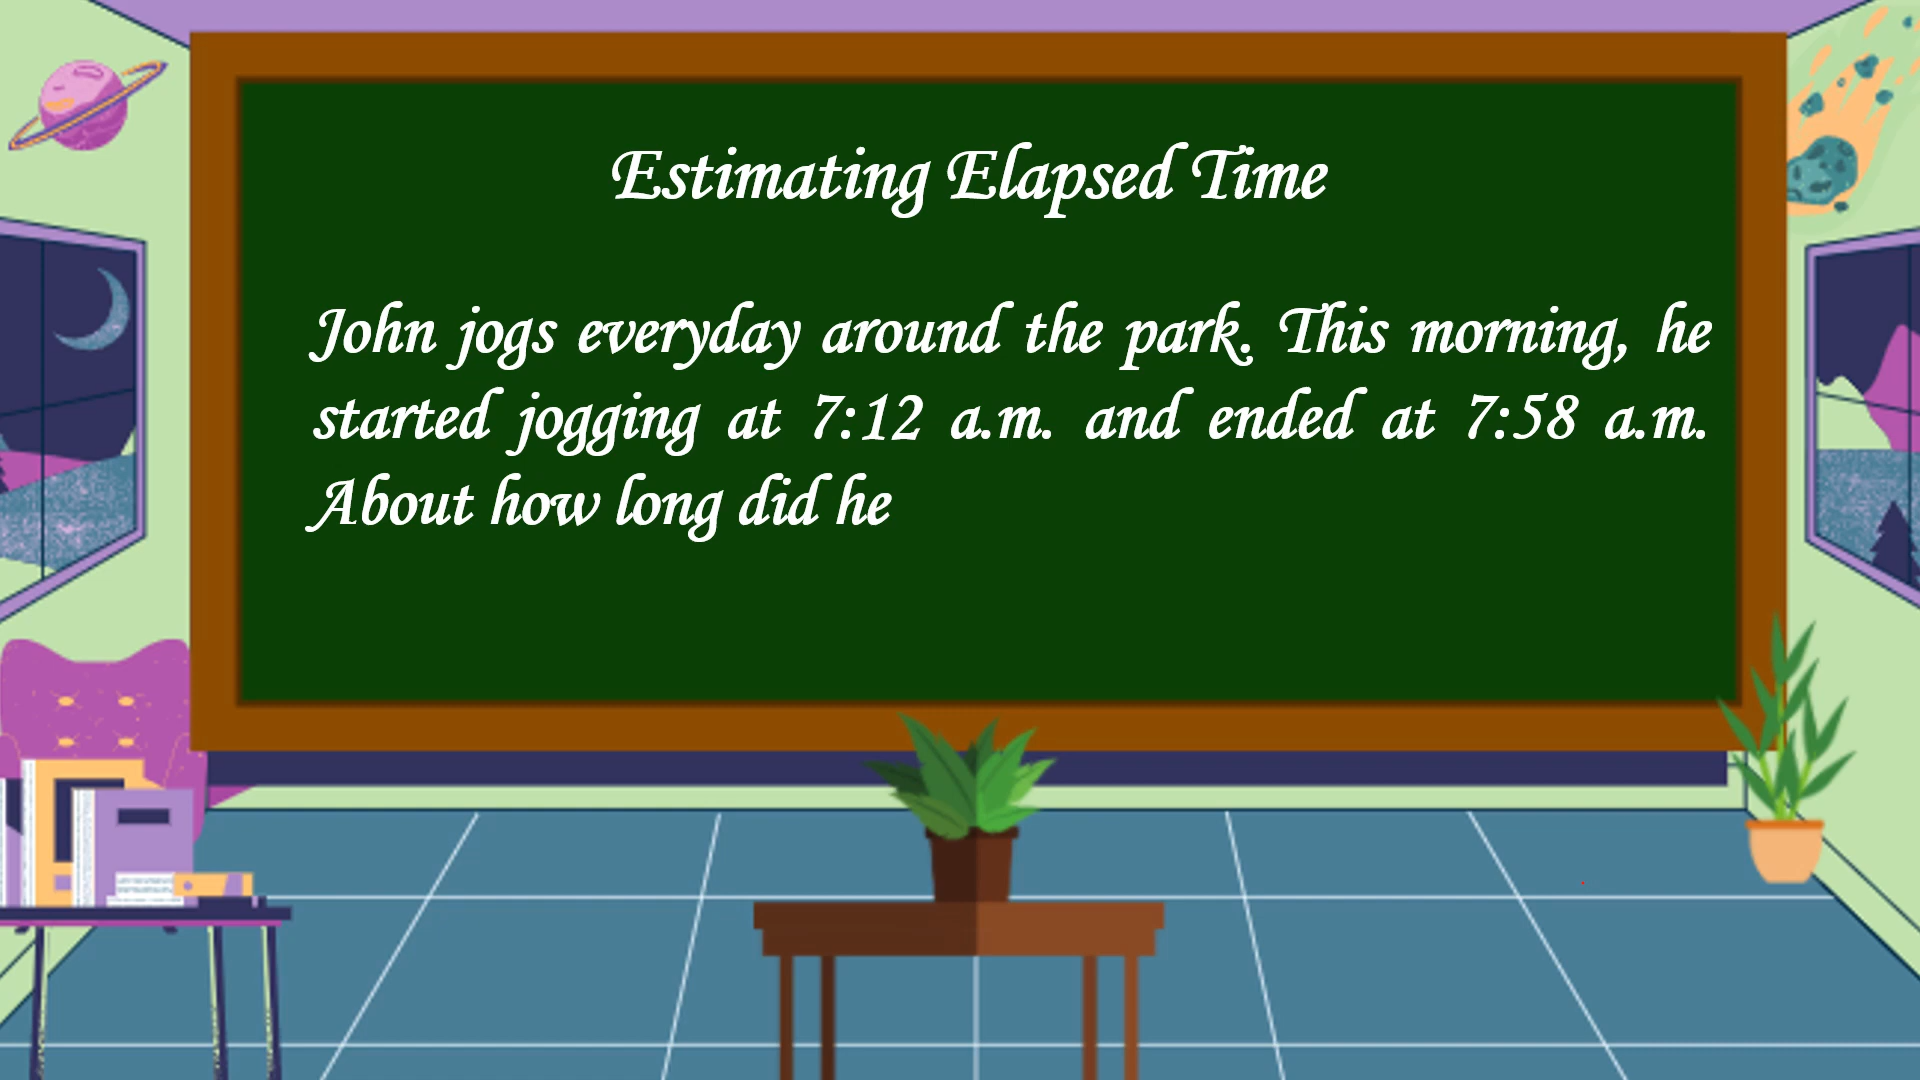 Estimating Elapsed Time
John jogs everyday around the park. This morning, he
started jogging at 7:12 a.m. and ended at 7:58 a.m.
About how long did he